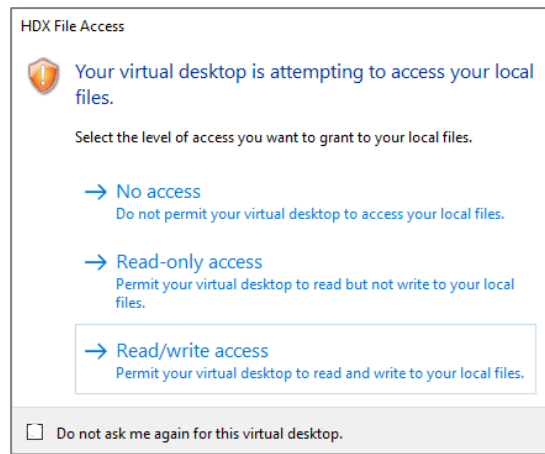 HDX File Access
Your virtual desktop is attempting to access your local
files.
Select the level of access you want to grant to your local files.
No access
Do not permit your virtual desktop to access your local files.
Read-only access
Permit your virtual desktop to read but not write to your local
files.
Read/write access
Permit your virtual desktop to read and write to your local files.
Do not ask me again for this virtual desktop.